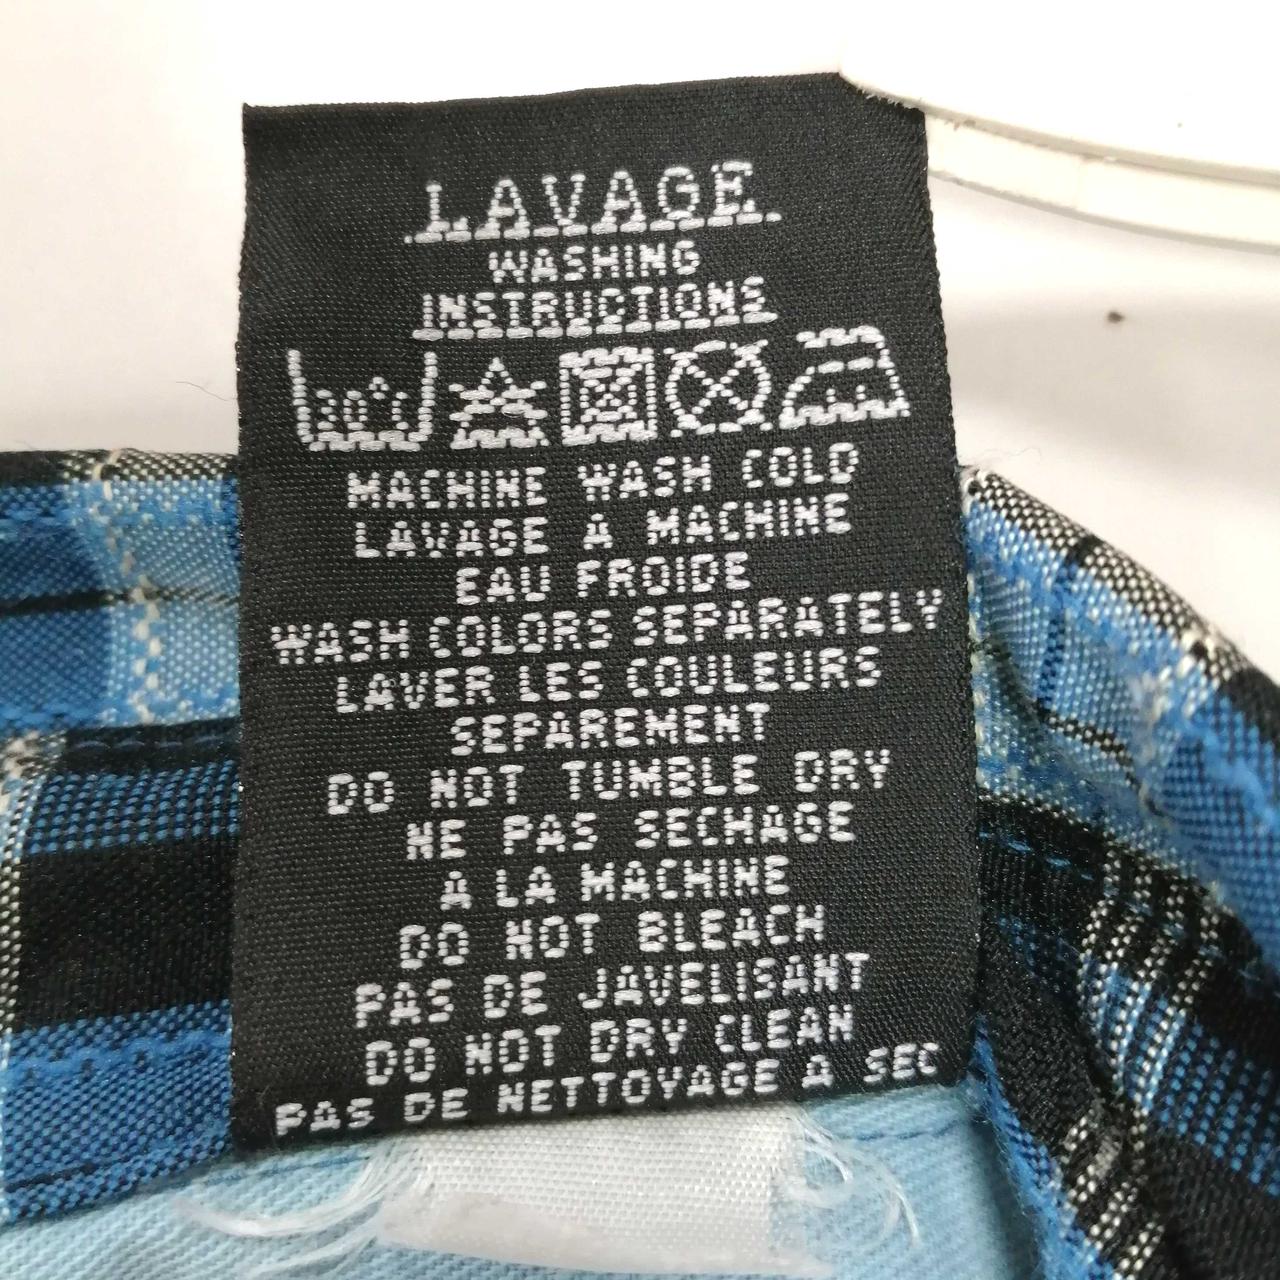 LAVAGE
WASHING
INSTRUCTIONS
30°
MACHINE WASH COLD
LAVAGE A MACHINE
EAU FROIDE
WASH COLORS SEPARATELY
LAVER LES COULEURS
SEPAREMENT
DO NOT TUMBLE DRY
NE PAS SECHAGE
A LA MACHINE
DO NOT BLEACH
PAS DE JAVELISANT
DO NOT DRY CLEAN
PAS DE NETTOYAGE A SEC